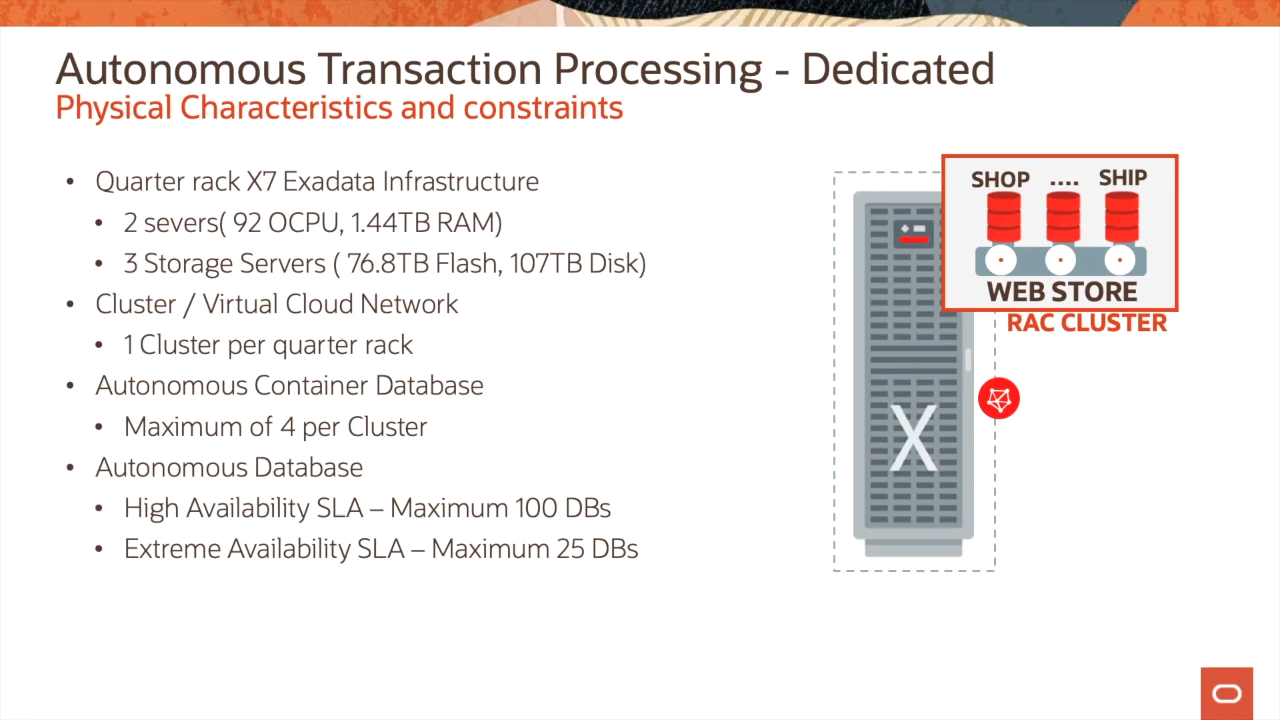 Autonomous Transaction Processing - Dedicated
Physical Characteristics and constraints
• Quarter rack X7 Exadata Infrastructure
• 2 severs( 92 OCPU, 1.44TB RAM)
• 3 Storage Servers ( 76.8TB Flash, 107TB Disk)
• Cluster / Virtual Cloud Network
• 1 Cluster per quarter rack
• Autonomous Container Database
• Maximum of 4 per Cluster
• Autonomous Database
• High Availability SLA – Maximum 100 DBs
• Extreme Availability SLA – Maximum 25 DBs
SHOP .... SHIP
WEB STORE
RAC CLUSTER
X